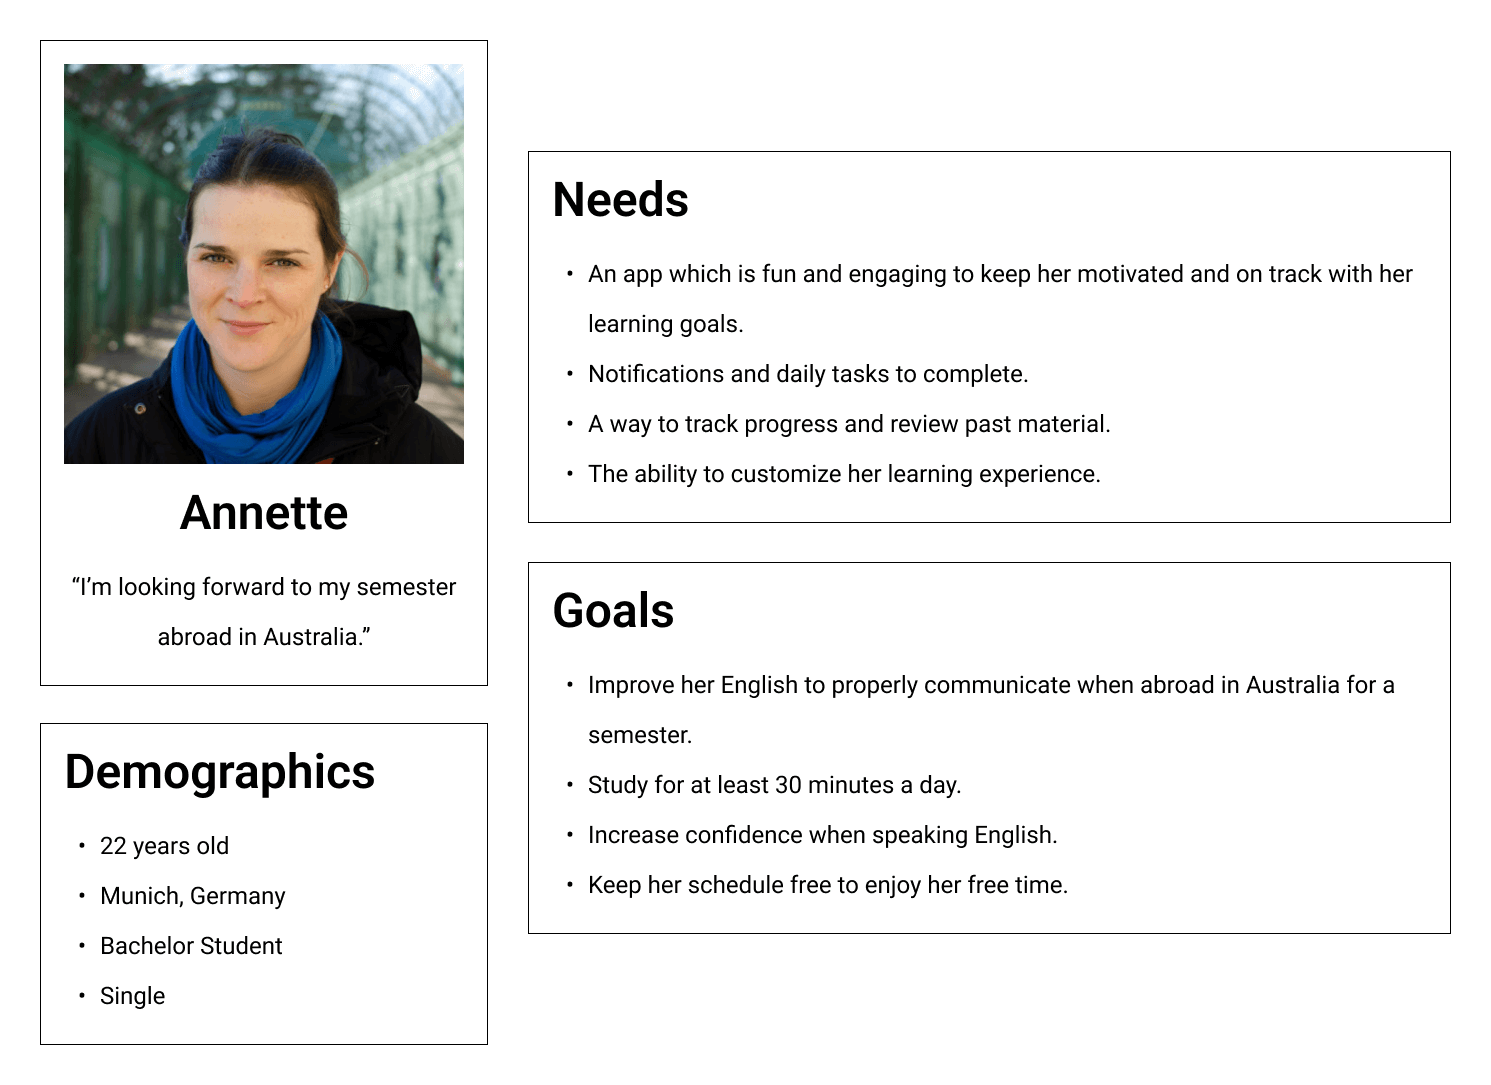 Annette
“I’m looking forward to my semester
abroad in Australia.”
Demographics
• 22 years old
• Munich, Germany
• Bachelor Student
• Single
Needs
• An app which is fun and engaging to keep her motivated and on track with her
learning goals.
• Notifications and daily tasks to complete.
• A way to track progress and review past material.
• The ability to customize her learning experience.
Goals
• Improve her English to properly communicate when abroad in Australia for a
semester.
• Study for at least 30 minutes a day.
• Increase confidence when speaking English.
• Keep her schedule free to enjoy her free time.